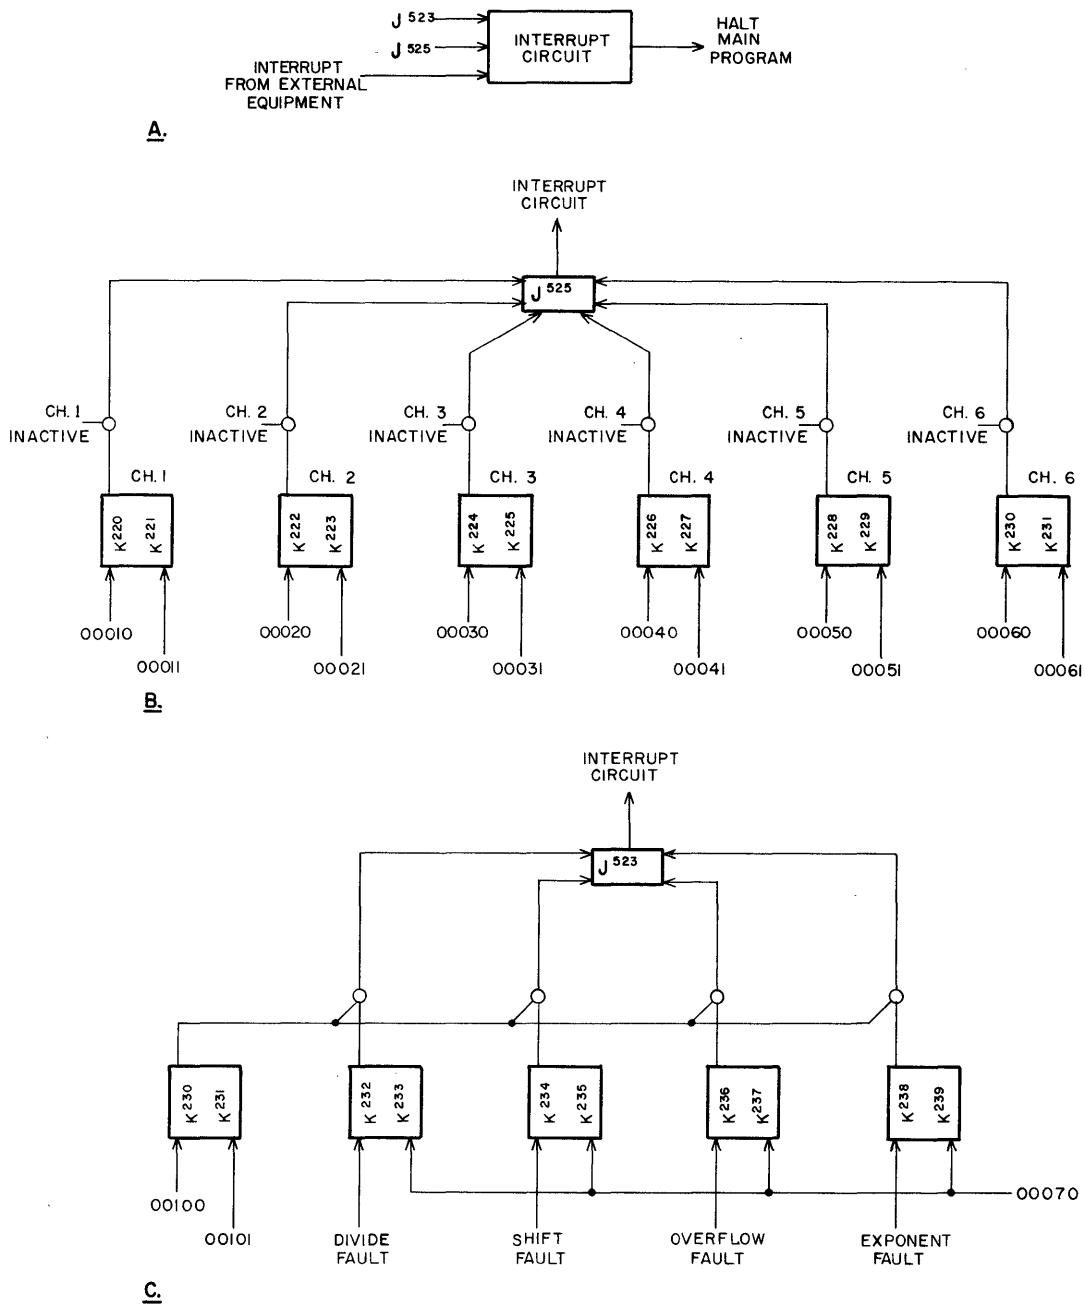 J 523
J 525
INTERRUPT
FROM EXTERNAL
EQUIPMENT
INTERRUPT
CIRCUIT
HALT
MAIN
PROGRAM
A.
INTERRUPT
CIRCUIT
J 525
CH. 1
INACTIVE
CH. 2
INACTIVE
CH. 3
INACTIVE
CH. 4
INACTIVE
CH. 5
INACTIVE
CH. 6
INACTIVE
CH. 1
CH. 2
CH. 3
CH. 4
CH. 5
CH. 6
K220
K221
K222
K223
K224
K225
K226
K227
K228
K229
K230
K231
00010
00011
00020
00021
00030
00031
00040
00041
00050
00051
00060
00061
B.
INTERRUPT
CIRCUIT
J 523
K230
K231
K232
K233
K234
K235
K236
K237
K238
K239
00100
00101
DIVIDE
FAULT
SHIFT
FAULT
OVERFLOW
FAULT
EXPONENT
FAULT
00070
C.